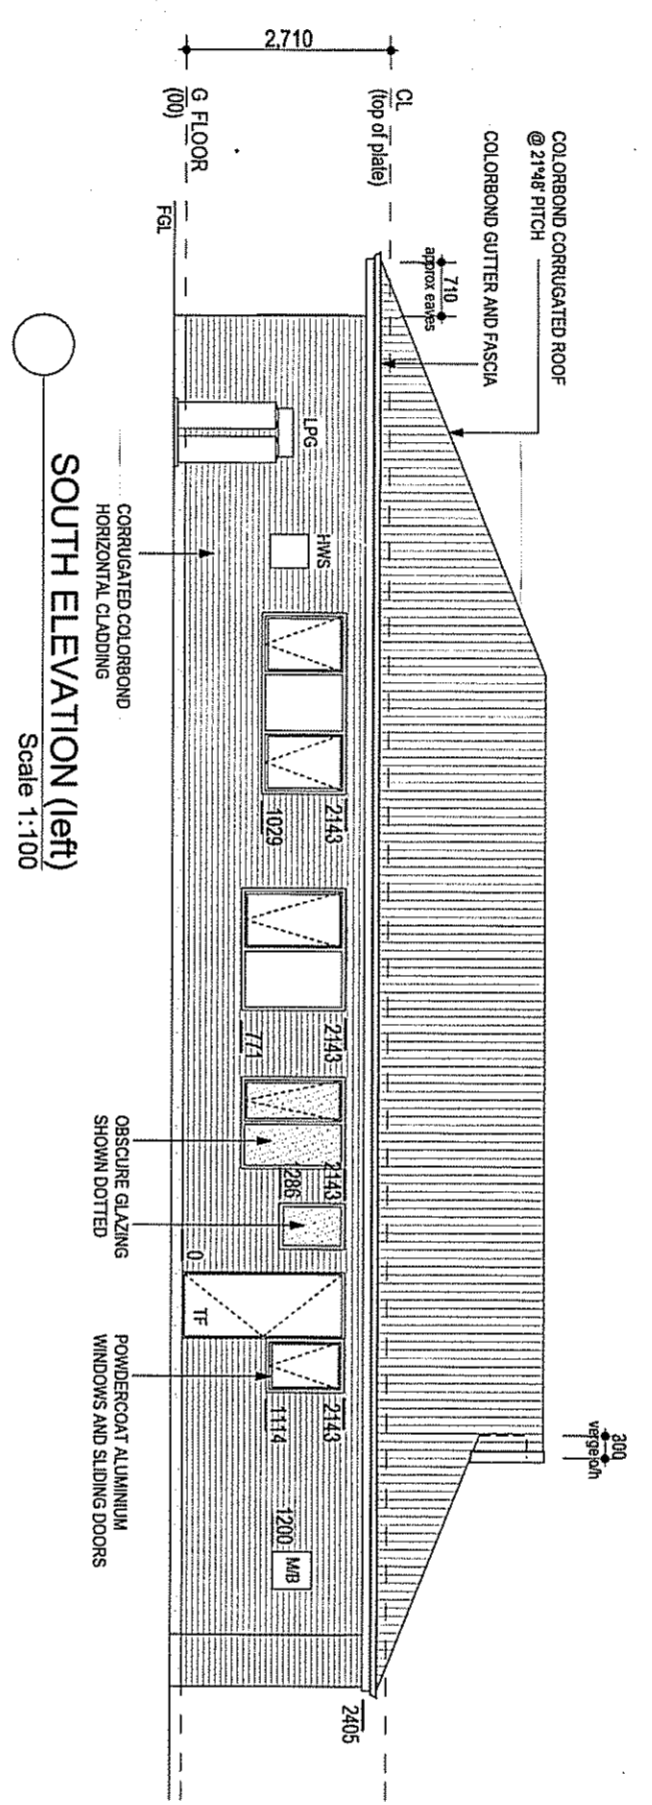 COLORBOND CORRUGATED ROOF
@ 21°48' PITCH
COLORBOND GUTTER AND FASCIA
710
approx eaves
300
verge o/h
CL
(top of plate)
2,710
G FLOOR
(00)
FGL
LPG
HWS
2143
1029
2143
771
2143
1286
0
TF
2143
1114
1200
M/B
2405
CORRUGATED COLORBOND
HORIZONTAL CLADDING
OBSCURE GLAZING
SHOWN DOTTED
POWDERCOAT ALUMINIUM
WINDOWS AND SLIDING DOORS
SOUTH ELEVATION (left)
Scale 1:100